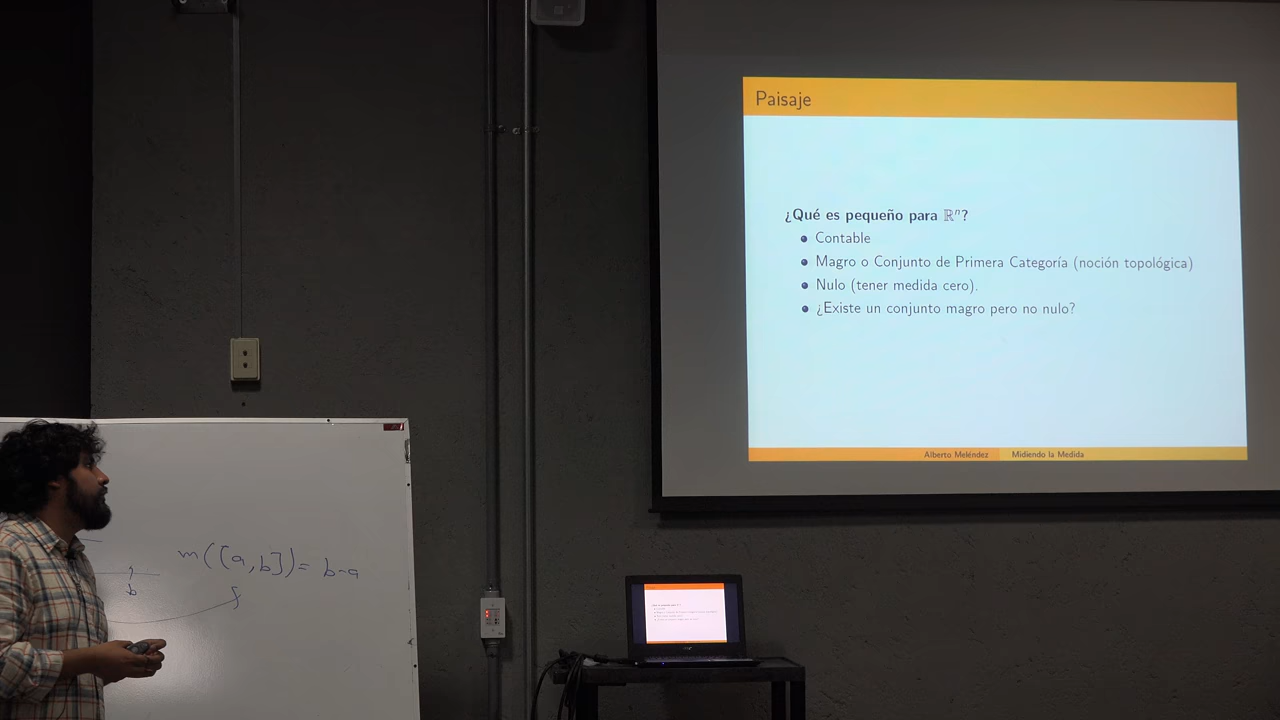 Paisaje
¿Qué es pequeño para ℝⁿ?
Contable
Magro o Conjunto de Primera Categoría (noción topológica)
Nulo (tener medida cero).
¿Existe un conjunto magro pero no nulo?
Alberto Meléndez Midiendo la Medida
m([a,b]) = b-a
b